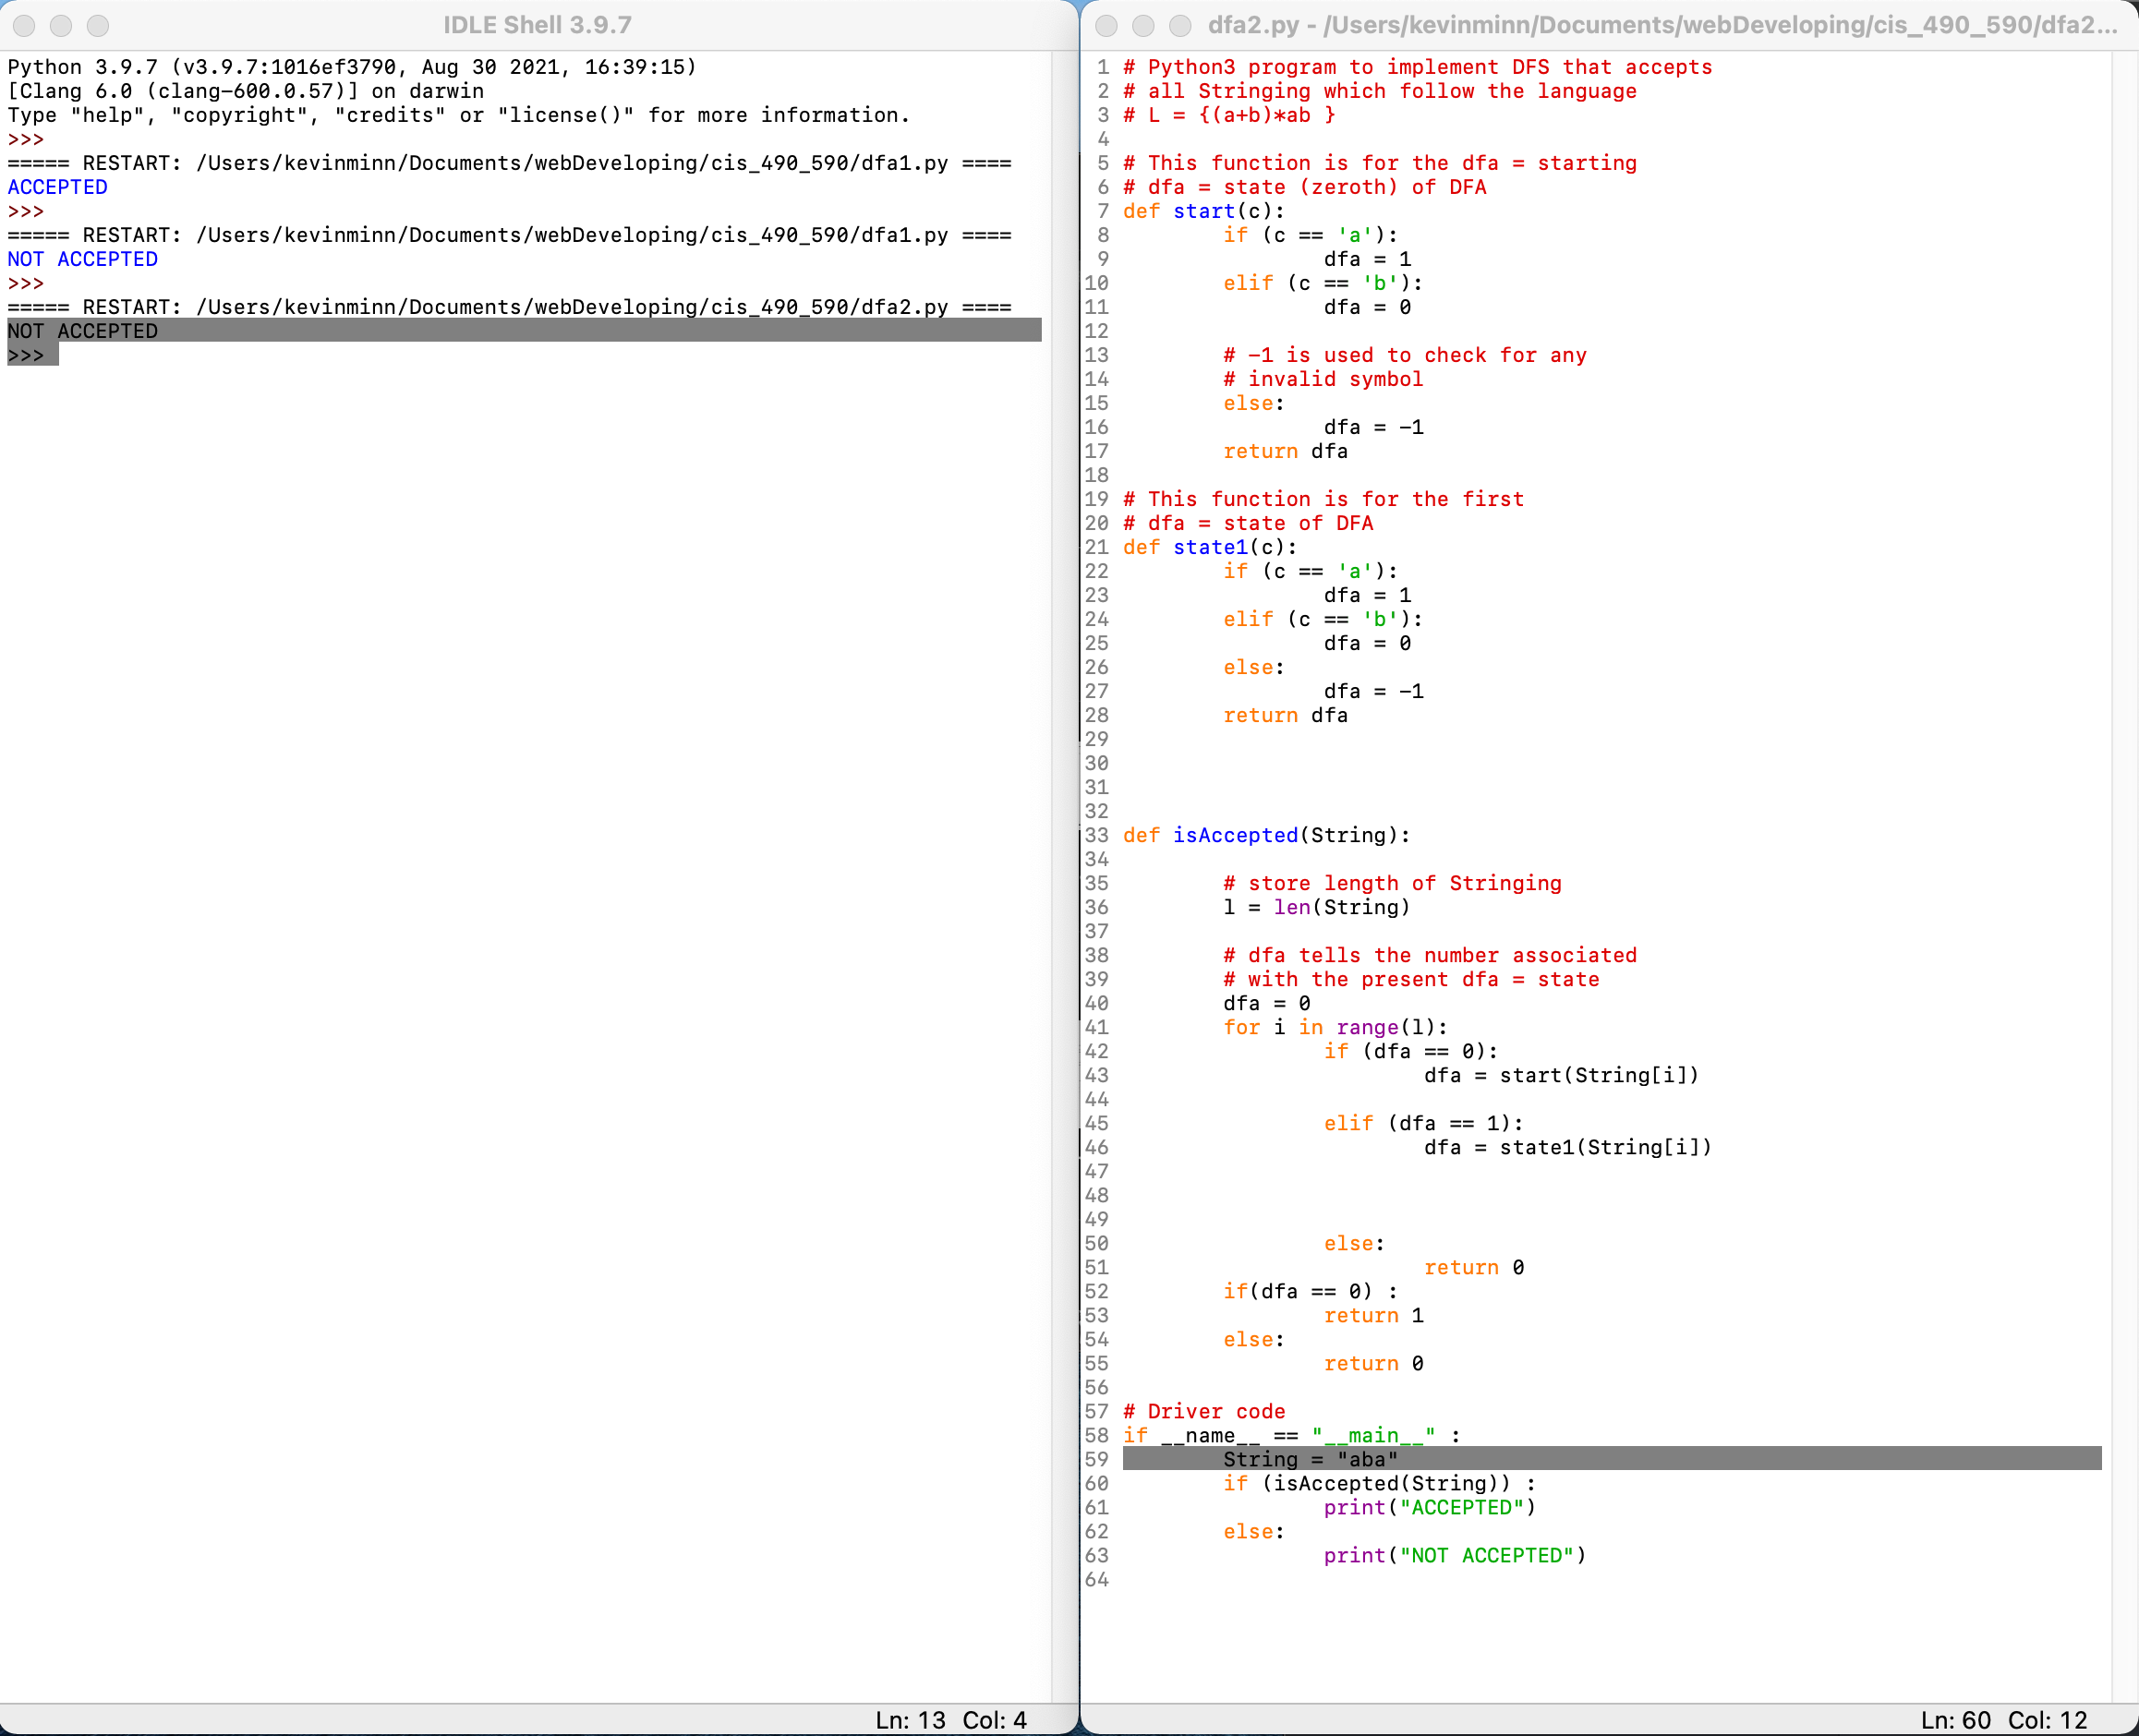 IDLE Shell 3.9.7
Python 3.9.7 (v3.9.7:1016ef3790, Aug 30 2021, 16:39:15)
[Clang 6.0 (clang-600.0.57)] on darwin
Type "help", "copyright", "credits" or "license()" for more information.
>>>
===== RESTART: /Users/kevinminn/Documents/webDeveloping/cis_490_590/dfa1.py ====
ACCEPTED
>>>
===== RESTART: /Users/kevinminn/Documents/webDeveloping/cis_490_590/dfa1.py ====
NOT ACCEPTED
>>>
===== RESTART: /Users/kevinminn/Documents/webDeveloping/cis_490_590/dfa2.py ====
NOT ACCEPTED
>>>
Ln: 13 Col: 4
dfa2.py - /Users/kevinminn/Documents/webDeveloping/cis_490_590/dfa2...
1 # Python3 program to implement DFS that accepts
2 # all Stringing which follow the language
3 # L = {(a+b)*ab }
4
5 # This function is for the dfa = starting
6 # dfa = state (zeroth) of DFA
7 def start(c):
8         if (c == 'a'):
9                 dfa = 1
10         elif (c == 'b'):
11                 dfa = 0
12
13         # -1 is used to check for any
14         # invalid symbol
15         else:
16                 dfa = -1
17         return dfa
18
19 # This function is for the first
20 # dfa = state of DFA
21 def state1(c):
22         if (c == 'a'):
23                 dfa = 1
24         elif (c == 'b'):
25                 dfa = 0
26         else:
27                 dfa = -1
28         return dfa
29
30
31
32
33 def isAccepted(String):
34
35         # store length of Stringing
36         l = len(String)
37
38         # dfa tells the number associated
39         # with the present dfa = state
40         dfa = 0
41         for i in range(l):
42                 if (dfa == 0):
43                         dfa = start(String[i])
44
45                 elif (dfa == 1):
46                         dfa = state1(String[i])
47
48
49
50                 else:
51                         return 0
52         if(dfa == 0) :
53                 return 1
54         else:
55                 return 0
56
57 # Driver code
58 if __name__ == "__main__" :
59         String = "aba"
60         if (isAccepted(String)) :
61                 print("ACCEPTED")
62         else:
63                 print("NOT ACCEPTED")
64
Ln: 60 Col: 12